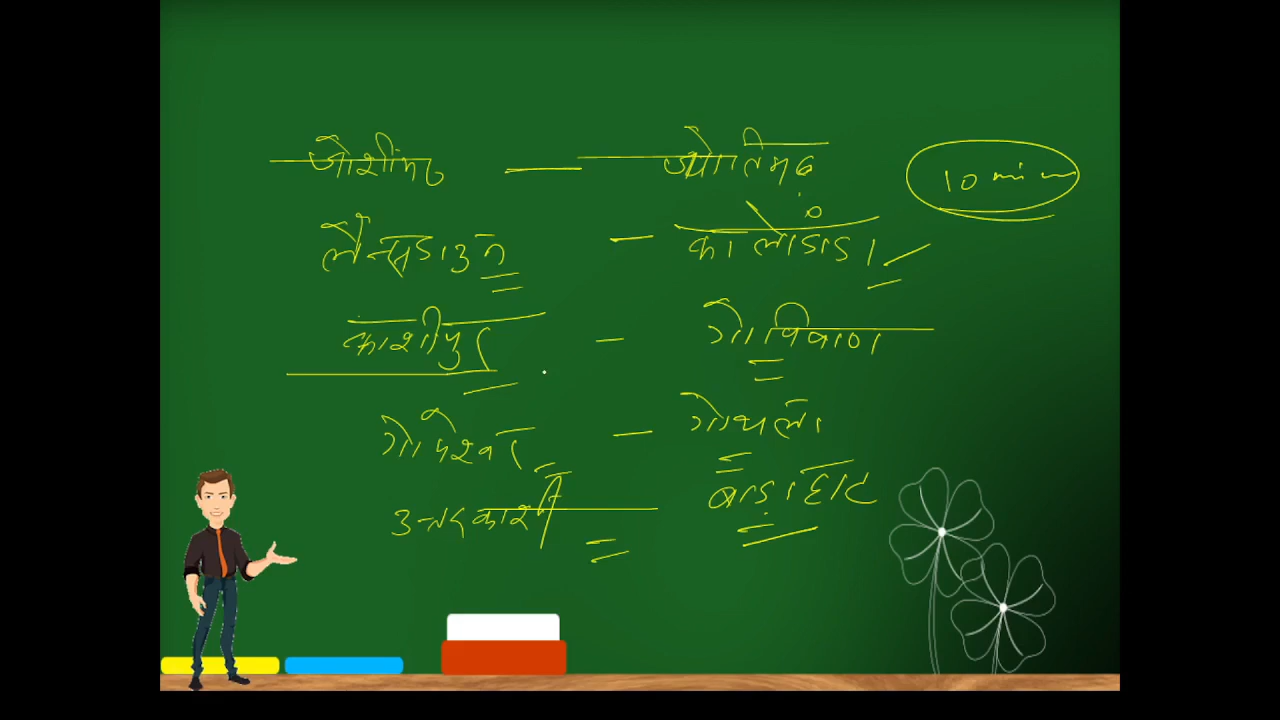 जोशीमठ — ज्योतिमठ 10 min
लैन्सडाउन — कालोंडांडा
काशीपुर — गोविषाण
गोपेश्वर — गोथला
उत्तरकाशी बाड़ाहाट